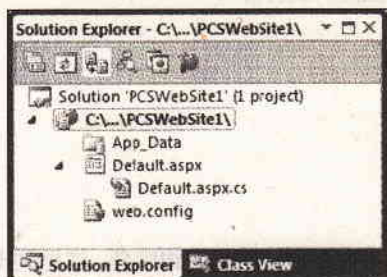 Solution Explorer - C:\...\PCSWebSite1\
Solution 'PCSWebSite1' (1 project)
C:\...\PCSWebSite1\
App_Data
Default.aspx
Default.aspx.cs
web.config
Solution Explorer Class View